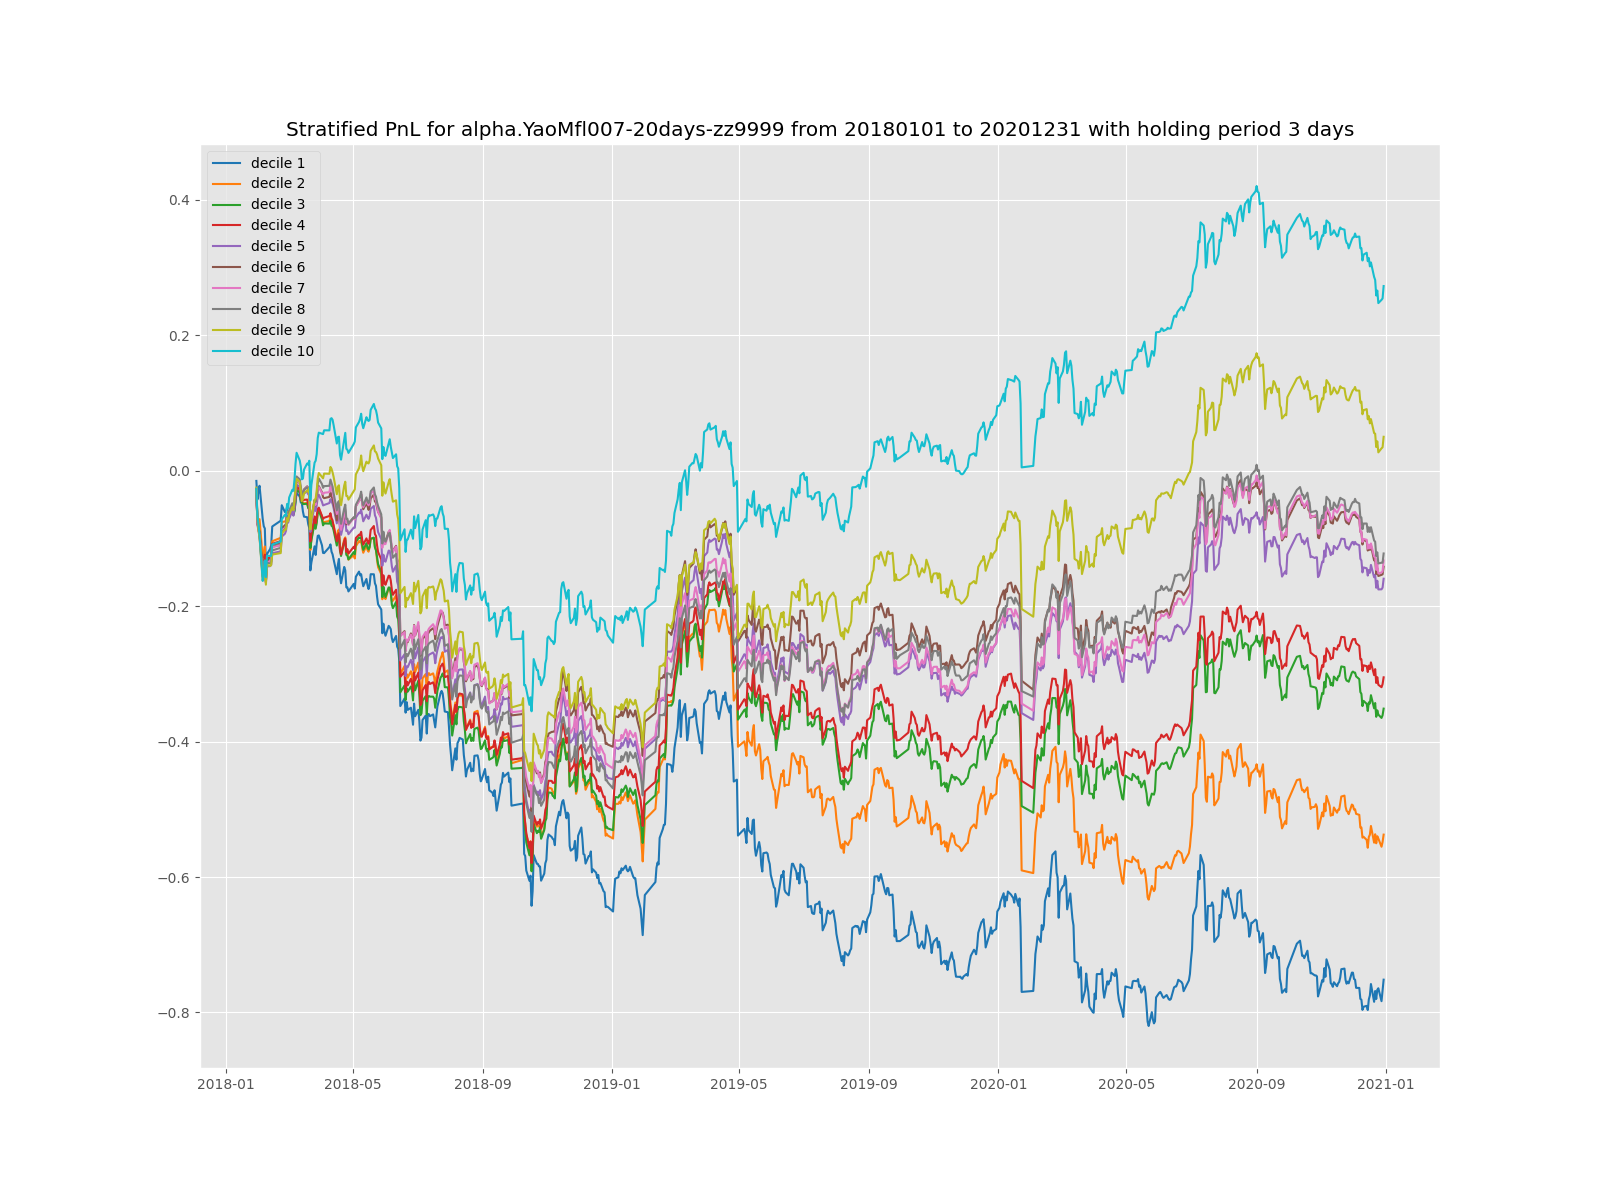 Stratified PnL for alpha.YaoMfl007-20days-zz9999 from 20180101 to 20201231 with holding period 3 days
decile 1
decile 2
decile 3
decile 4
decile 5
decile 6
decile 7
decile 8
decile 9
decile 10
0.4
0.2
0.0
−0.2
−0.4
−0.6
−0.8
2018-01 2018-05 2018-09 2019-01 2019-05 2019-09 2020-01 2020-05 2020-09 2021-01